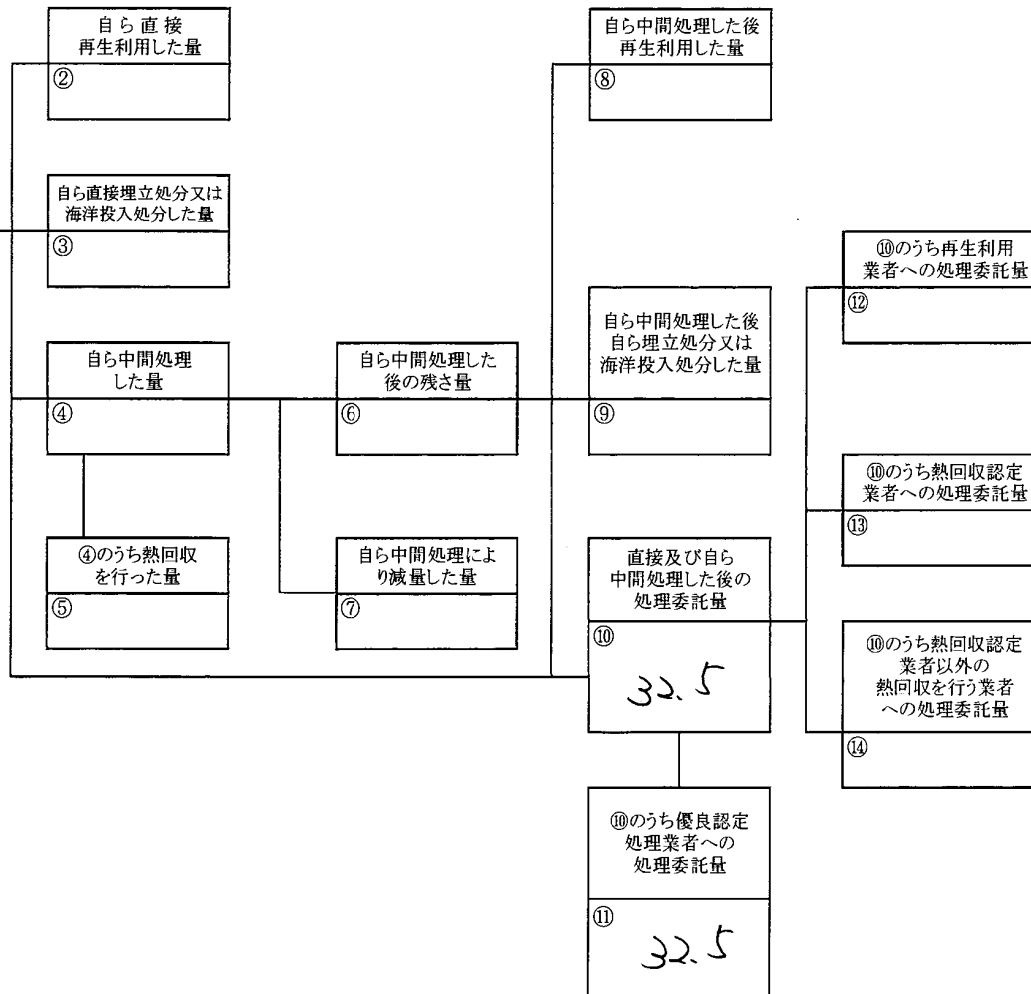 自ら直接
再生利用した量
②
自ら直接埋立処分又は
海洋投入処分した量
③
自ら中間処理
した量
④
④のうち熱回収
を行った量
⑤
自ら中間処理した
後の残さ量
⑥
自ら中間処理によ
り減量した量
⑦
自ら中間処理した後
再生利用した量
⑧
自ら中間処理した後
自ら埋立処分又は
海洋投入処分した量
⑨
直接及び自ら
中間処理した後の
処理委託量
⑩
32.5
⑩のうち優良認定
処理業者への
処理委託量
⑪
32.5
⑩のうち再生利用
業者への処理委託量
⑫
⑩のうち熱回収認定
業者への処理委託量
⑬
⑩のうち熱回収認定
業者以外の
熱回収を行う業者
への処理委託量
⑭